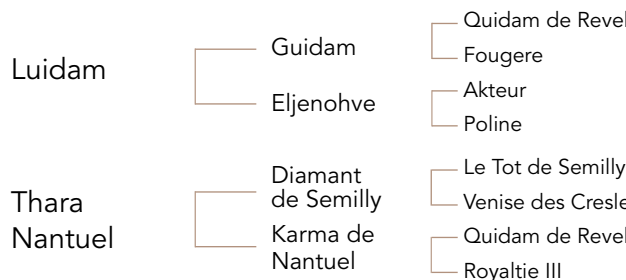 Luidam
Guidam
Eljenohve
Quidam de Revel
Fougere
Akteur
Poline
Thara
Nantuel
Diamant
de Semilly
Karma de
Nantuel
Le Tot de Semilly
Venise des Cresle
Quidam de Revel
Royaltie III